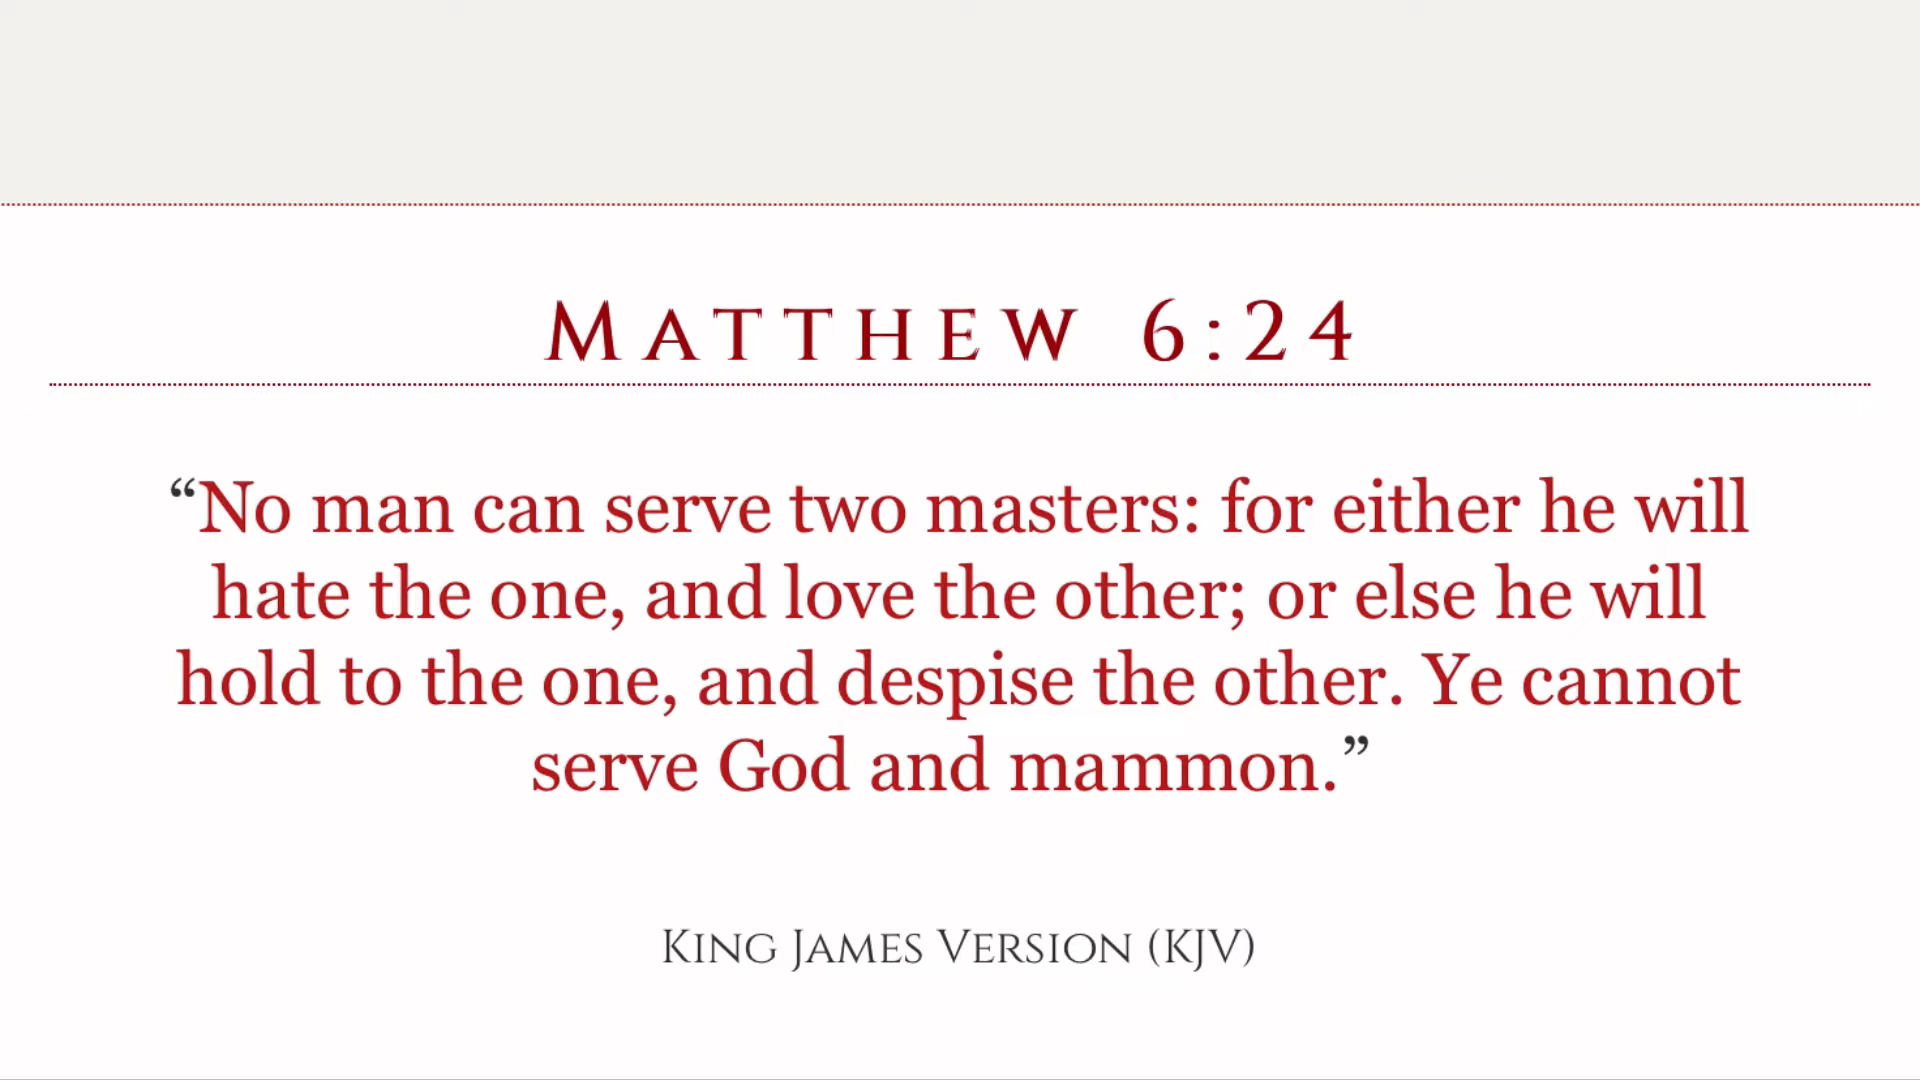 Matthew 6:24
“No man can serve two masters: for either he will
hate the one, and love the other; or else he will
hold to the one, and despise the other. Ye cannot
serve God and mammon.”
King James Version (KJV)